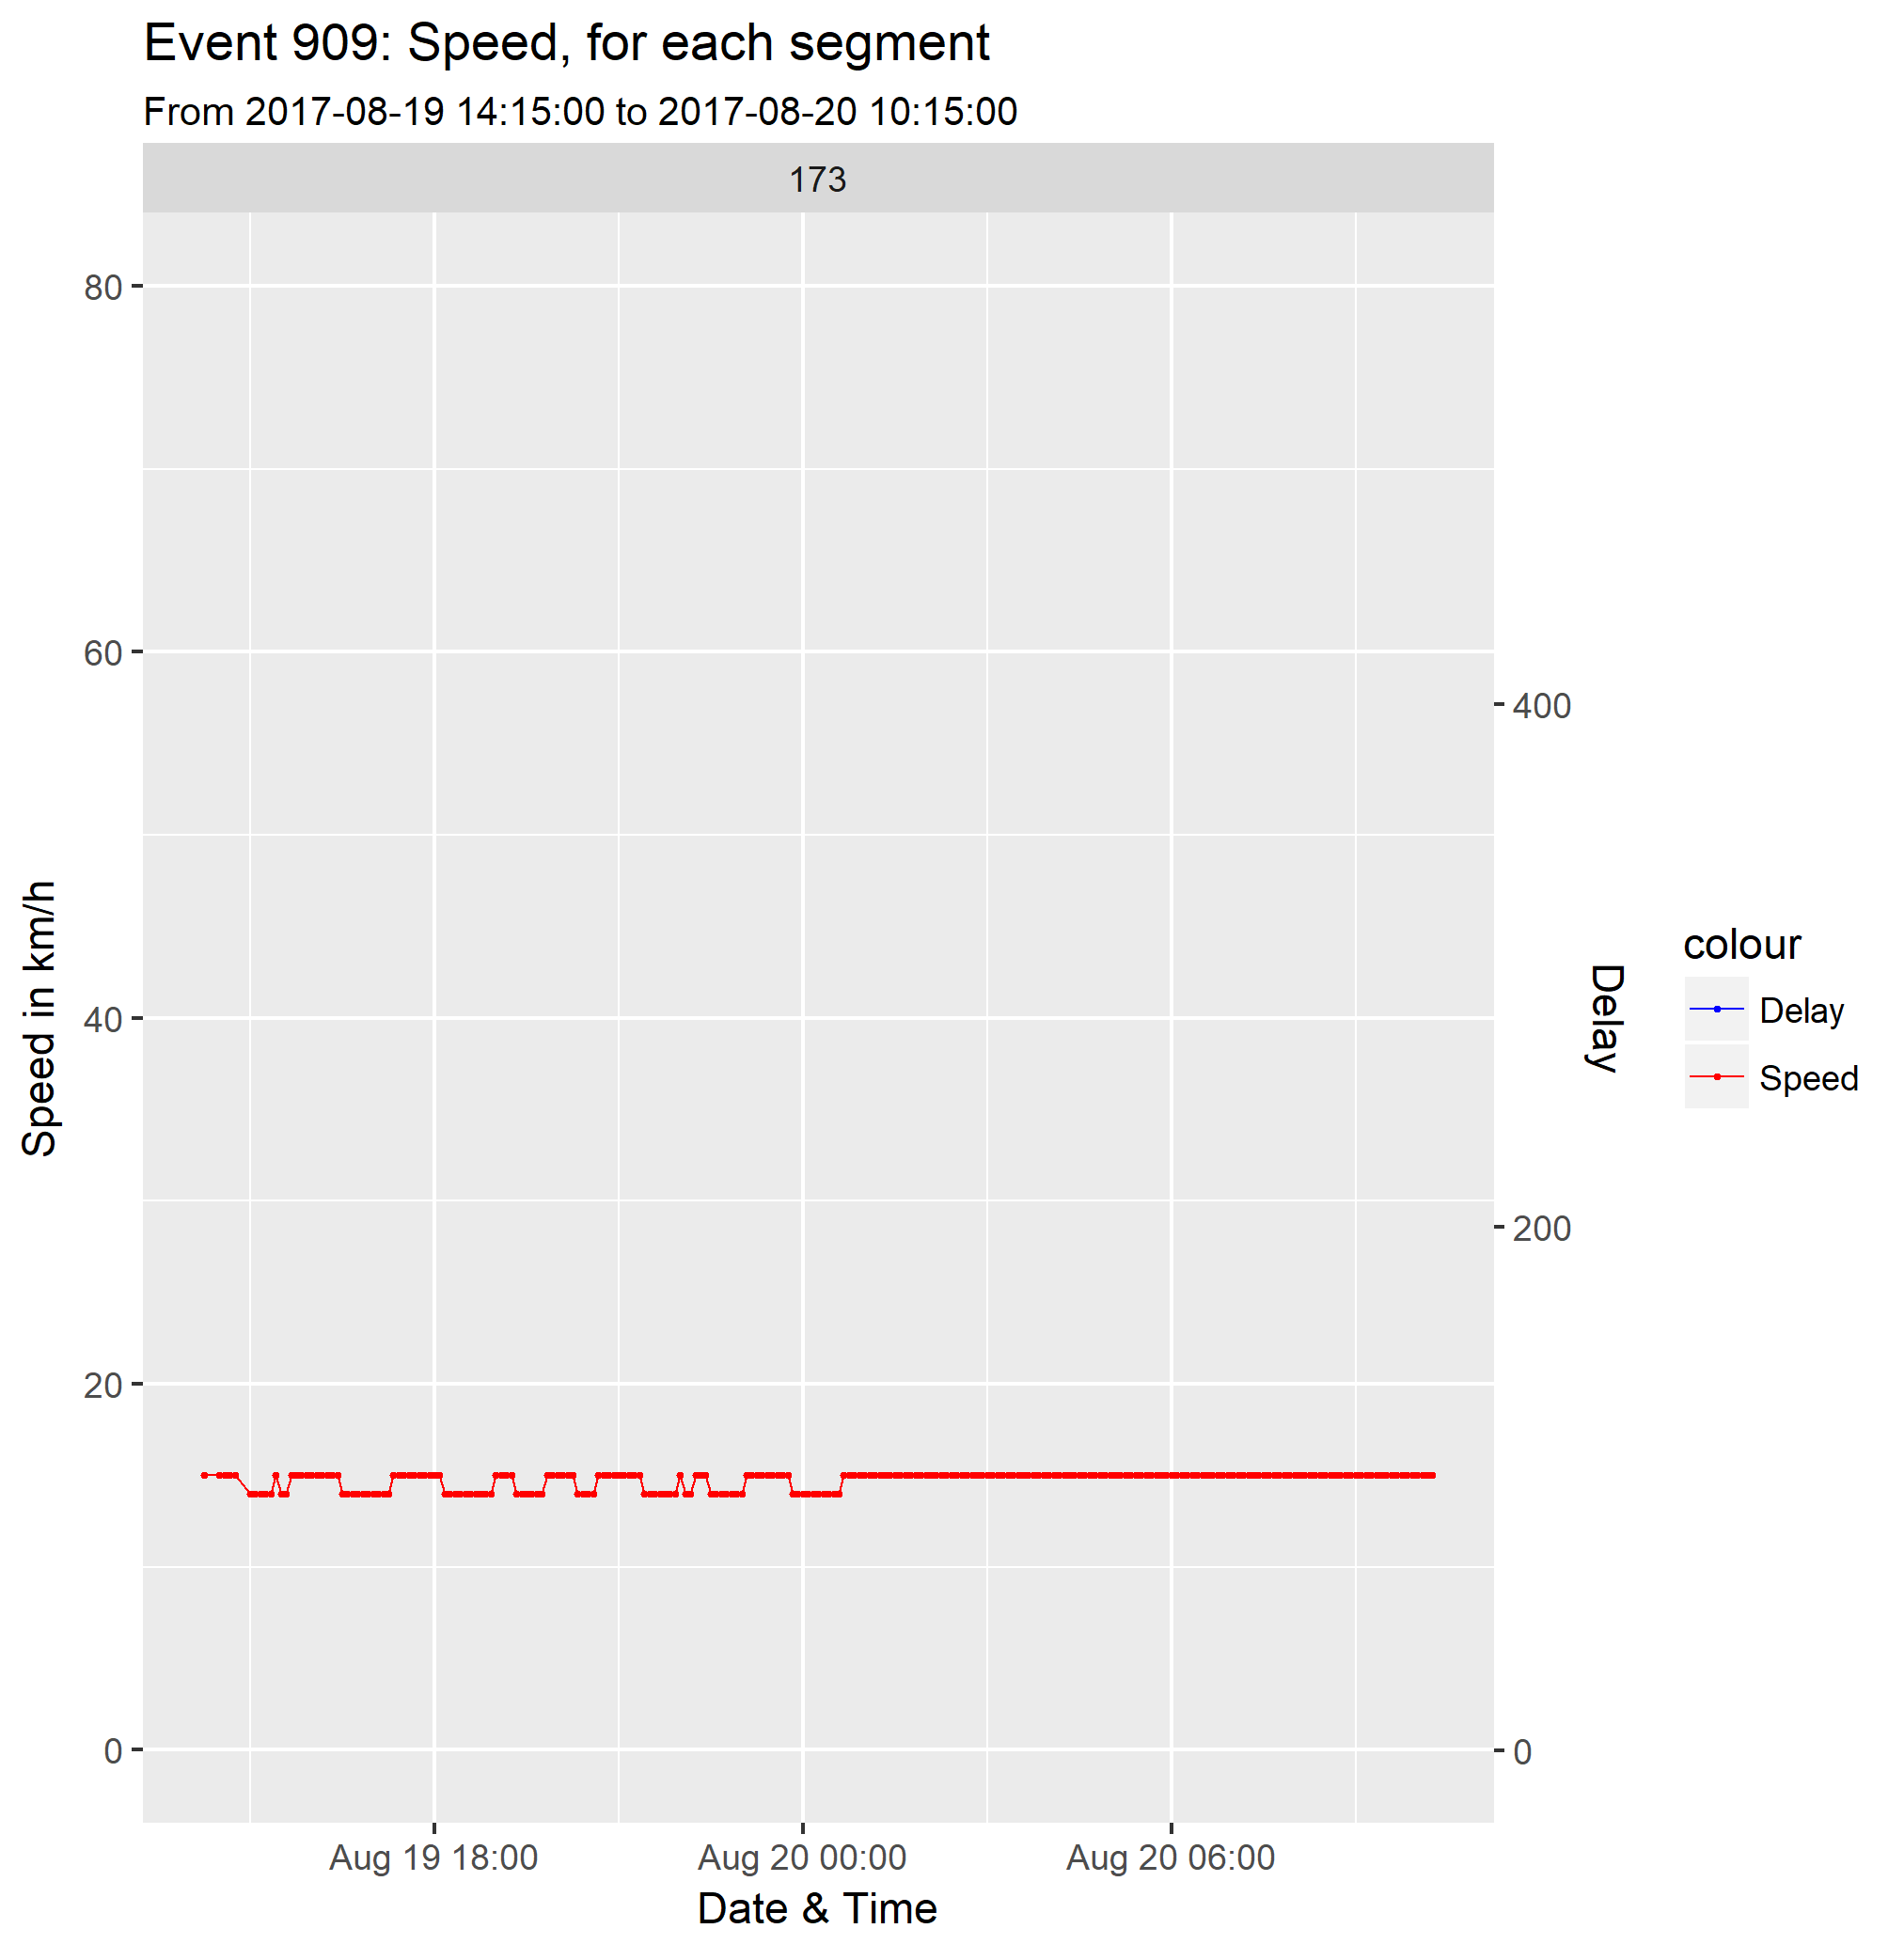 Event 909: Speed, for each segment
From 2017-08-19 14:15:00 to 2017-08-20 10:15:00
173
80
60
40
20
0
Speed in km/h
400
200
0
Delay
colour
Delay
Speed
Aug 19 18:00
Aug 20 00:00
Aug 20 06:00
Date & Time